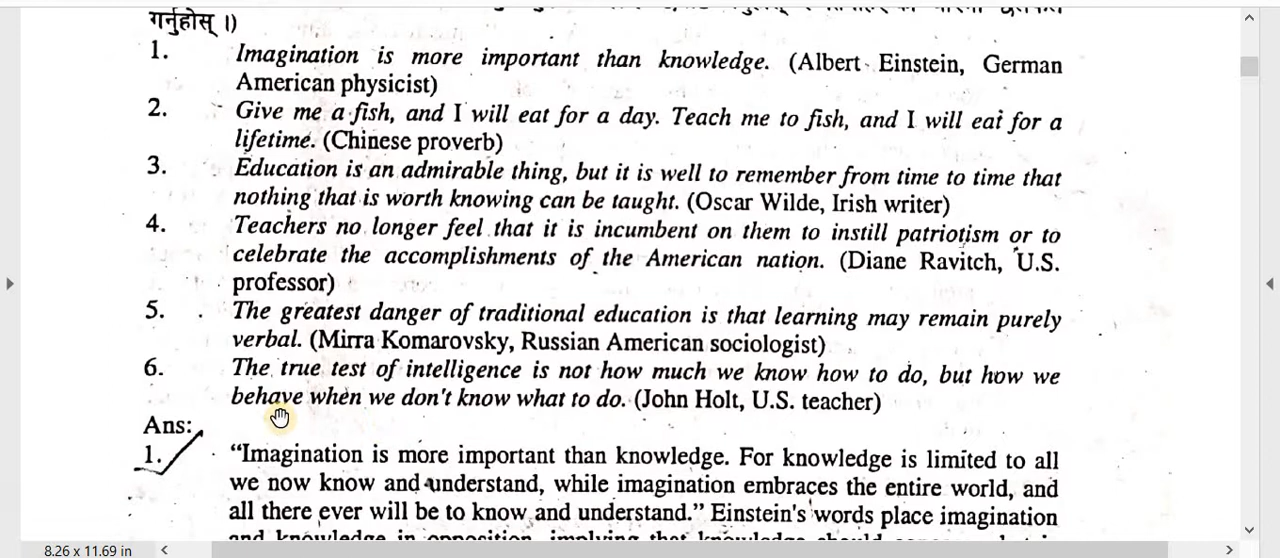 गर्नुहोस् ।)
1. Imagination is more important than knowledge. (Albert Einstein, German
American physicist)
2. Give me a fish, and I will eat for a day. Teach me to fish, and I will eat for a
lifetime. (Chinese proverb)
3. Education is an admirable thing, but it is well to remember from time to time that
nothing that is worth knowing can be taught. (Oscar Wilde, Irish writer)
4. Teachers no longer feel that it is incumbent on them to instill patriotism or to
celebrate the accomplishments of the American nation. (Diane Ravitch, U.S.
professor)
5. The greatest danger of traditional education is that learning may remain purely
verbal. (Mirra Komarovsky, Russian American sociologist)
6. The true test of intelligence is not how much we know how to do, but how we
behave when we don't know what to do. (John Holt, U.S. teacher)
Ans:
1. “Imagination is more important than knowledge. For knowledge is limited to all
we now know and understand, while imagination embraces the entire world, and
all there ever will be to know and understand.” Einstein's words place imagination
and knowledge in opposition, implying that knowledge
8.26 x 11.69 in